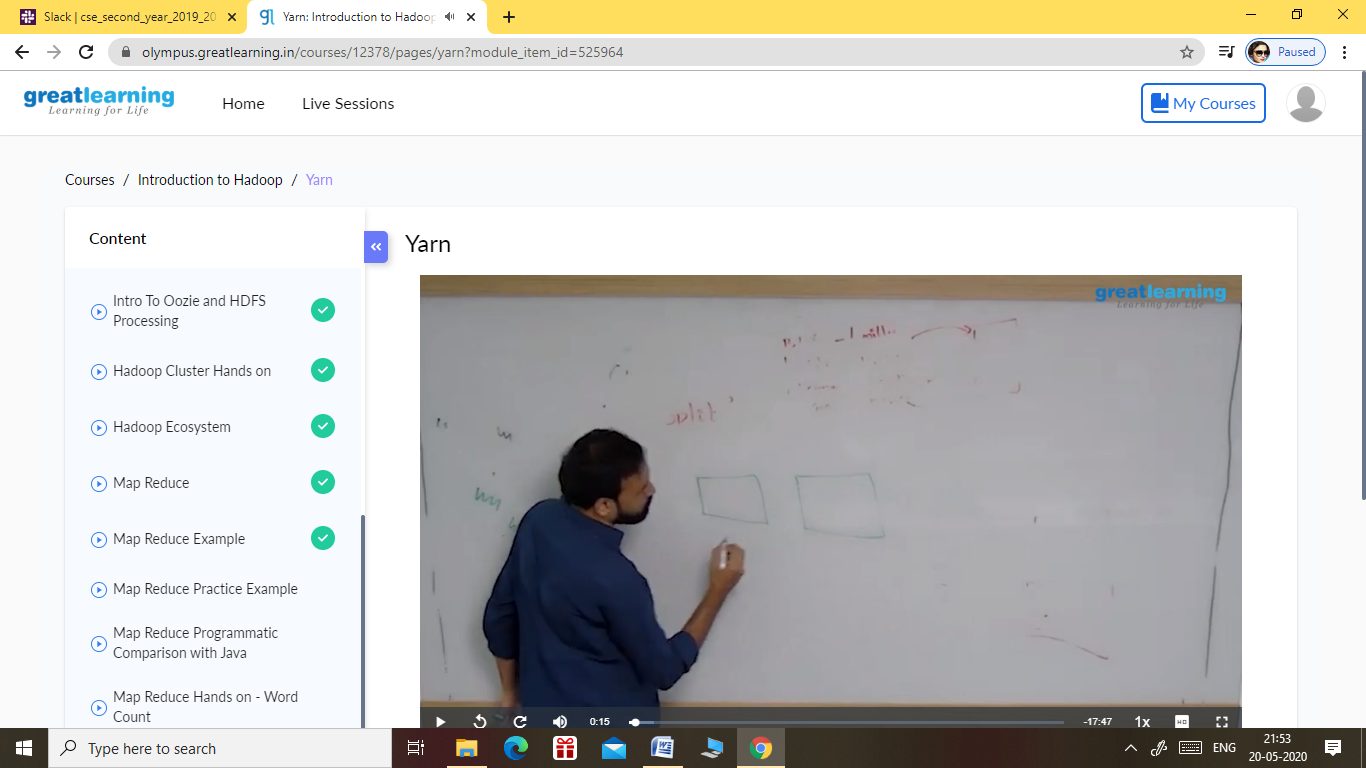 Slack | cse_second_year_2019_20
Yarn: Introduction to Hadoop
olympus.greatlearning.in/courses/12378/pages/yarn?module_item_id=525964
Paused
greatlearning
Learning for Life
Home
Live Sessions
My Courses
Courses / Introduction to Hadoop / Yarn
Content
Intro To Oozie and HDFS
Processing
Hadoop Cluster Hands on
Hadoop Ecosystem
Map Reduce
Map Reduce Example
Map Reduce Practice Example
Map Reduce Programmatic
Comparison with Java
Map Reduce Hands on - Word
Count
Yarn
greatlearning
Learning for Life
0:15
-17:47
1x
HD
Type here to search
ENG
21:53
20-05-2020